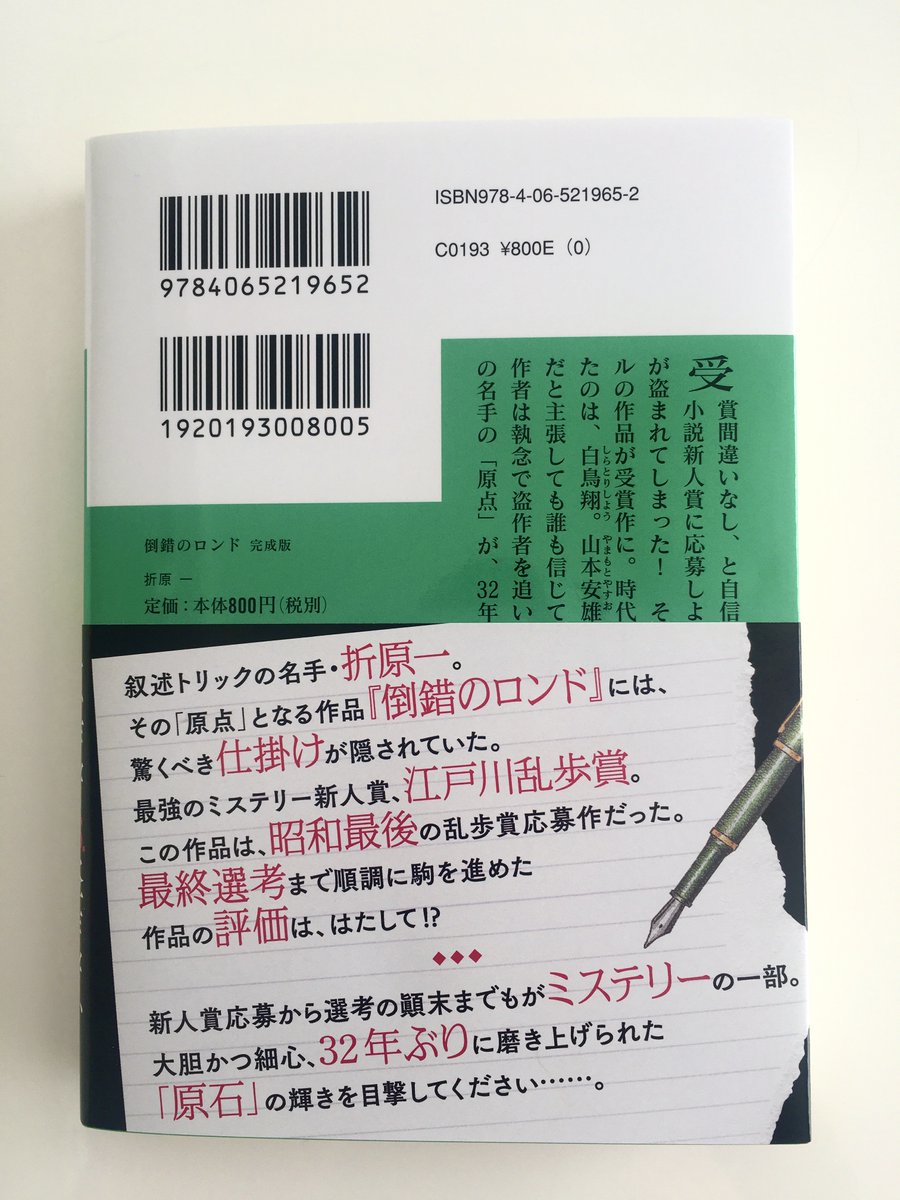 9784065219652
1920193008005
ISBN978-4-06-521965-2
C0193 ¥800E (0)
受賞間違いなし、と自信
小説新人賞に応募しよ
が盗まれてしまった! そ
ルの作品が受賞作に。時代
たのは、白鳥翔。山本安雄
しらとりしょう やまもとやすお
だと主張しても誰も信じて
作者は執念で盗作者を追い
の名手の「原点」が、32年
倒錯のロンド 完成版
折原 一
定価:本体800円(税別)
叙述トリックの名手・折原一。
その「原点」となる作品『倒錯のロンド』には、
驚くべき仕掛けが隠されていた。
最強のミステリー新人賞、江戸川乱歩賞。
この作品は、昭和最後の乱歩賞応募作だった。
最終選考まで順調に駒を進めた
作品の評価は、はたして!?
◆◆◆
新人賞応募から選考の顛末までもがミステリーの一部。
大胆かつ細心、32年ぶりに磨き上げられた
「原石」の輝きを目撃してください……。